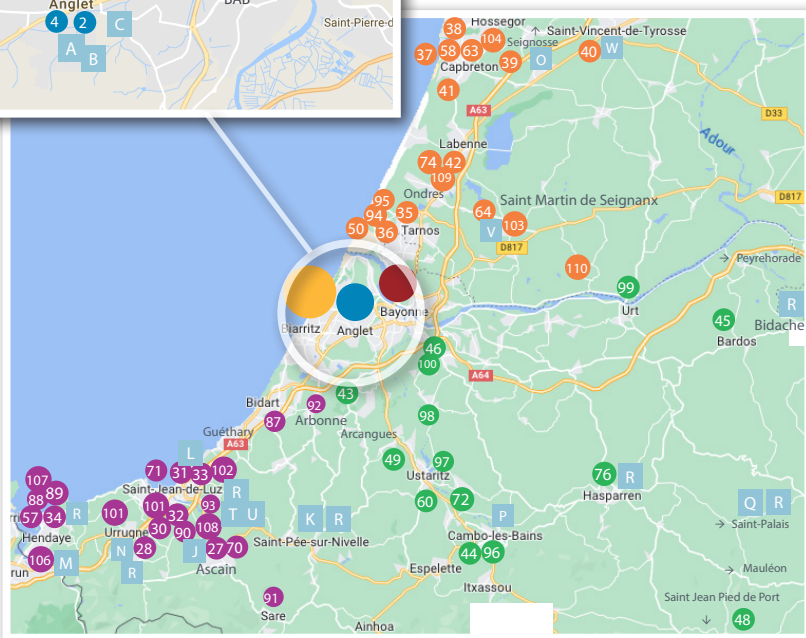 Anglet
BAB
4 2 C
A
B
Saint-Pierre-d
38
Hossegor
Saint-Vincent-de-Tyrosse
37 58 63 104
Seignosse
40 W
Capbreton
39 O
41
A63
D33
Adour
Labenne
74 42
109
Ondres
95
94 35
50 36
Tarnos
Saint Martin de Seignanx
64
103
V
D817
D817
Peyrehorade
110
99
Urt
R
Bidache
45
Bardos
Biarritz
Anglet
Bayonne
46
100
A64
43
Bidart
92
87
Arbonne
98
Arcangues
Guéthary
A63
49
97
Ustaritz
60
72
76 R
Hasparren
L
71 31 33 102
Saint-Jean-de-Luz
R
107
88 89
57 34 R
Hendaye
101
101
32
93
T U
30
90
108
Urrugne
N 28
J 27 70
Ascain
R
106 M
run
K R
Saint-Pée-sur-Nivelle
P
Cambo-les-Bains
44 96
Espelette
Itxassou
Q R
Saint-Palais
Mauléon
Saint Jean Pied de Port
48
91
Sare
Ainhoa